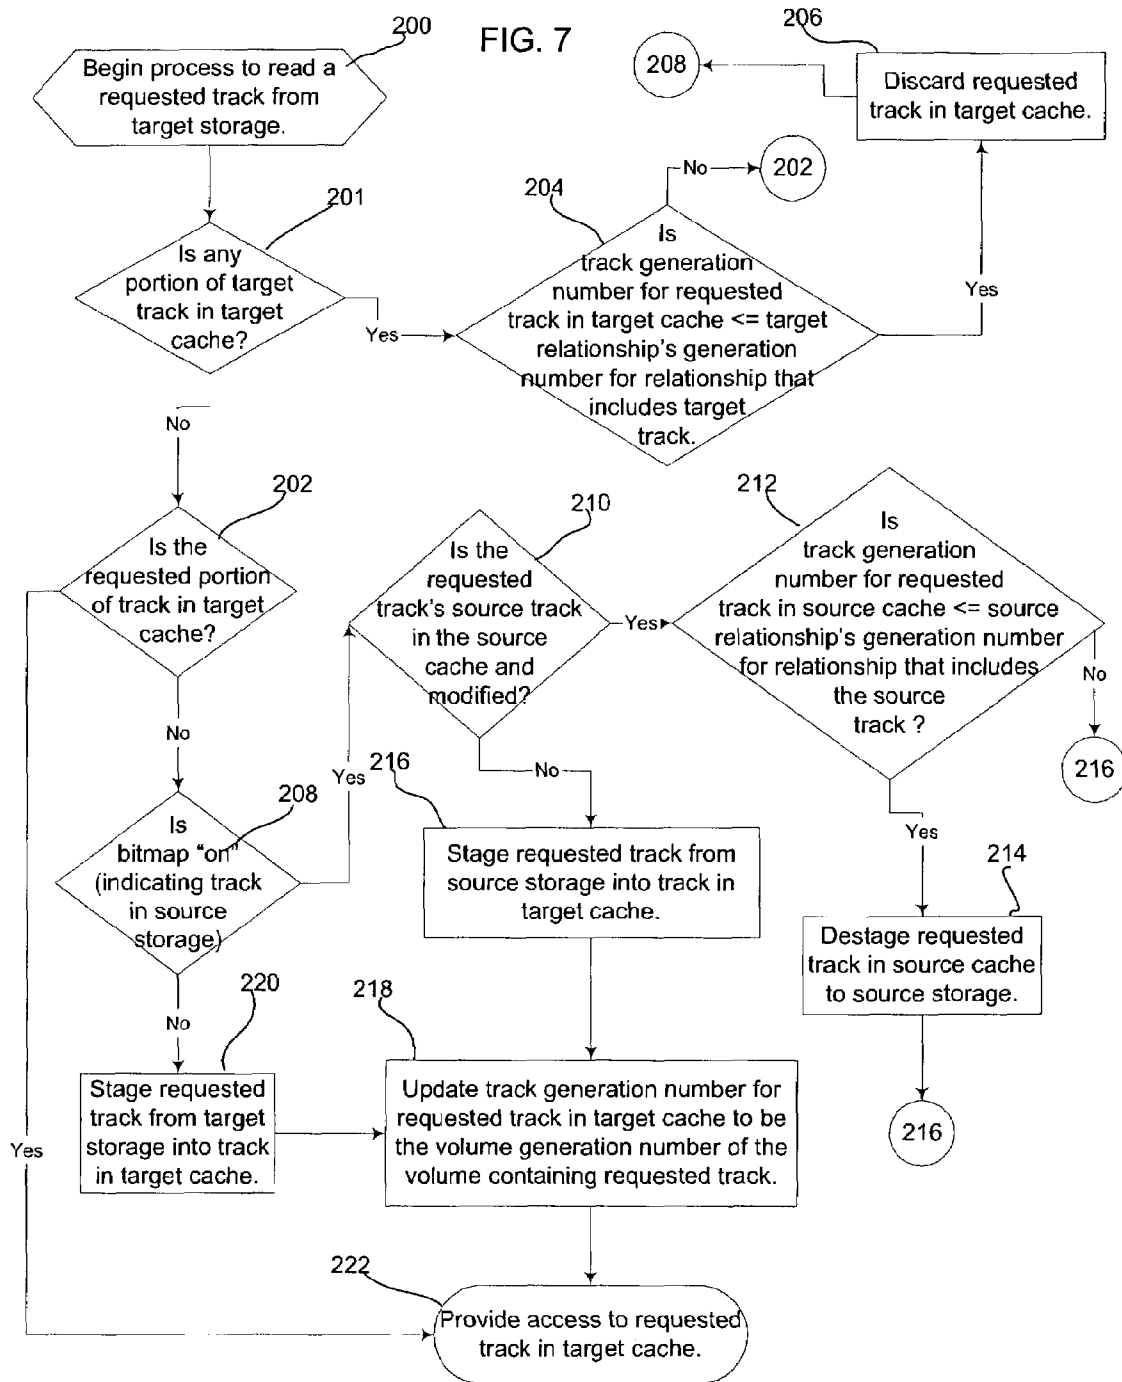 FIG. 7
200
Begin process to read a
requested track from
target storage.
206
Discard requested
track in target cache.
208
No
202
201
Is any
portion of target
track in target
cache?
Yes
204
Is
track generation
number for requested
track in target cache <= target
relationship's generation
number for relationship that
includes target
track.
Yes
No
202
Is the
requested portion
of track in target
cache?
210
Is the
requested
track's source track
in the source
cache and
modified?
Yes
212
Is
track generation
number for requested
track in source cache <= source
relationship's generation number
for relationship that includes
the source
track ?
No
216
No
Yes
208
Is
bitmap "on"
(indicating track
in source
storage)
216
No
Stage requested track from
source storage into track in
target cache.
Yes
214
Destage requested
track in source cache
to source storage.
216
No
220
Stage requested
track from target
storage into track
in target cache.
218
Update track generation number for
requested track in target cache to be
the volume generation number of the
volume containing requested track.
Yes
222
Provide access to requested
track in target cache.